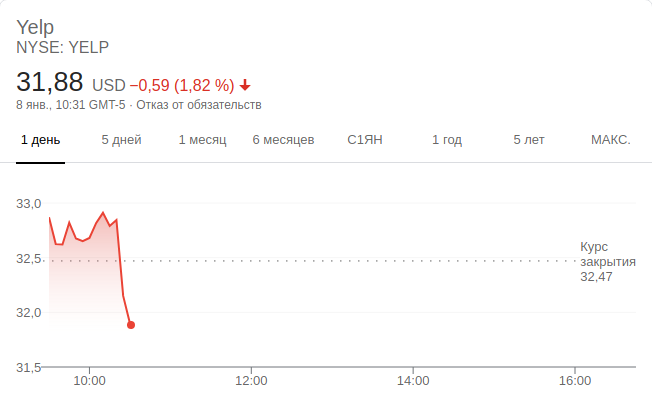 Yelp
NYSE: YELP
31,88 USD −0,59 (1,82 %)
8 янв., 10:31 GMT-5 · Отказ от обязательств
1 день 5 дней 1 месяц 6 месяцев С1ЯН 1 год 5 лет МАКС.
33,0
32,5
32,0
31,5
Курс
закрытия
32,47
10:00 12:00 14:00 16:00